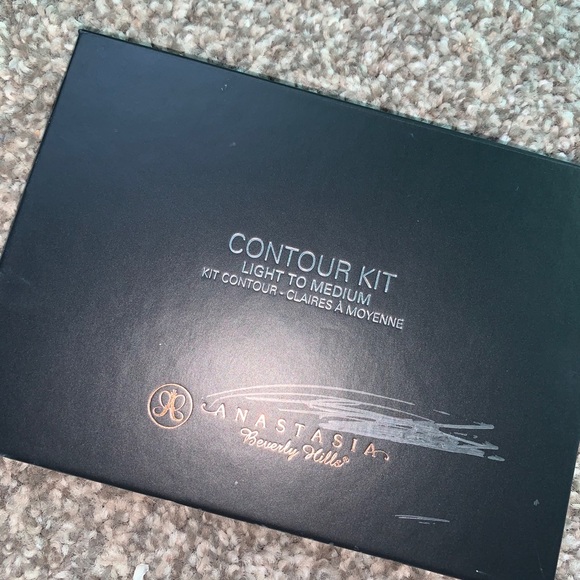 CONTOUR KIT
LIGHT TO MEDIUM
KIT CONTOUR - CLAIRES À MOYENNE
ANASTASIA
Beverly Hills®